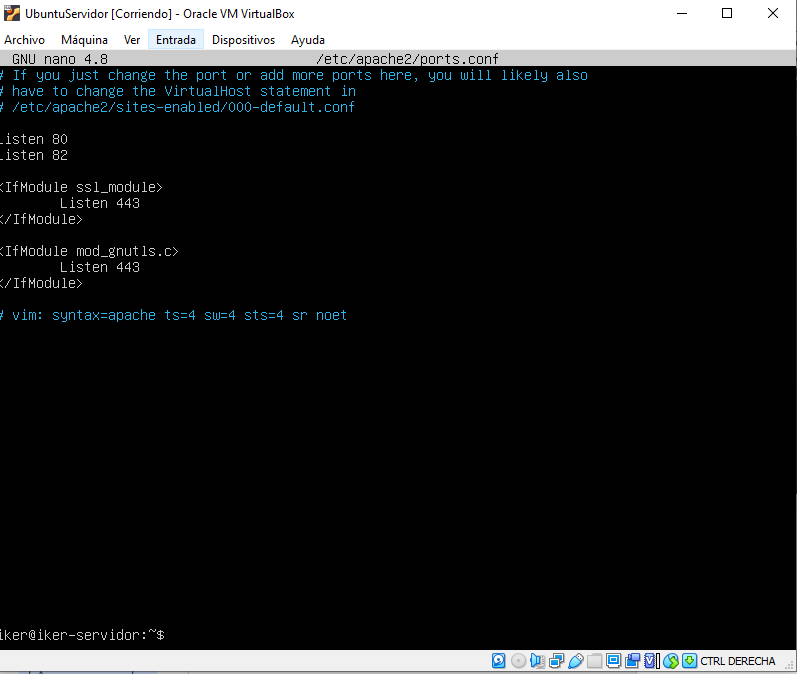 UbuntuServidor [Corriendo] - Oracle VM VirtualBox
Archivo Máquina Ver Entrada Dispositivos Ayuda
GNU nano 4.8 /etc/apache2/ports.conf
# If you just change the port or add more ports here, you will likely also
# have to change the VirtualHost statement in
# /etc/apache2/sites-enabled/000-default.conf
Listen 80
Listen 82
<IfModule ssl_module>
Listen 443
</IfModule>
<IfModule mod_gnutls.c>
Listen 443
</IfModule>
# vim: syntax=apache ts=4 sw=4 sts=4 sr noet
iker@iker-servidor:~$
CTRL DERECHA